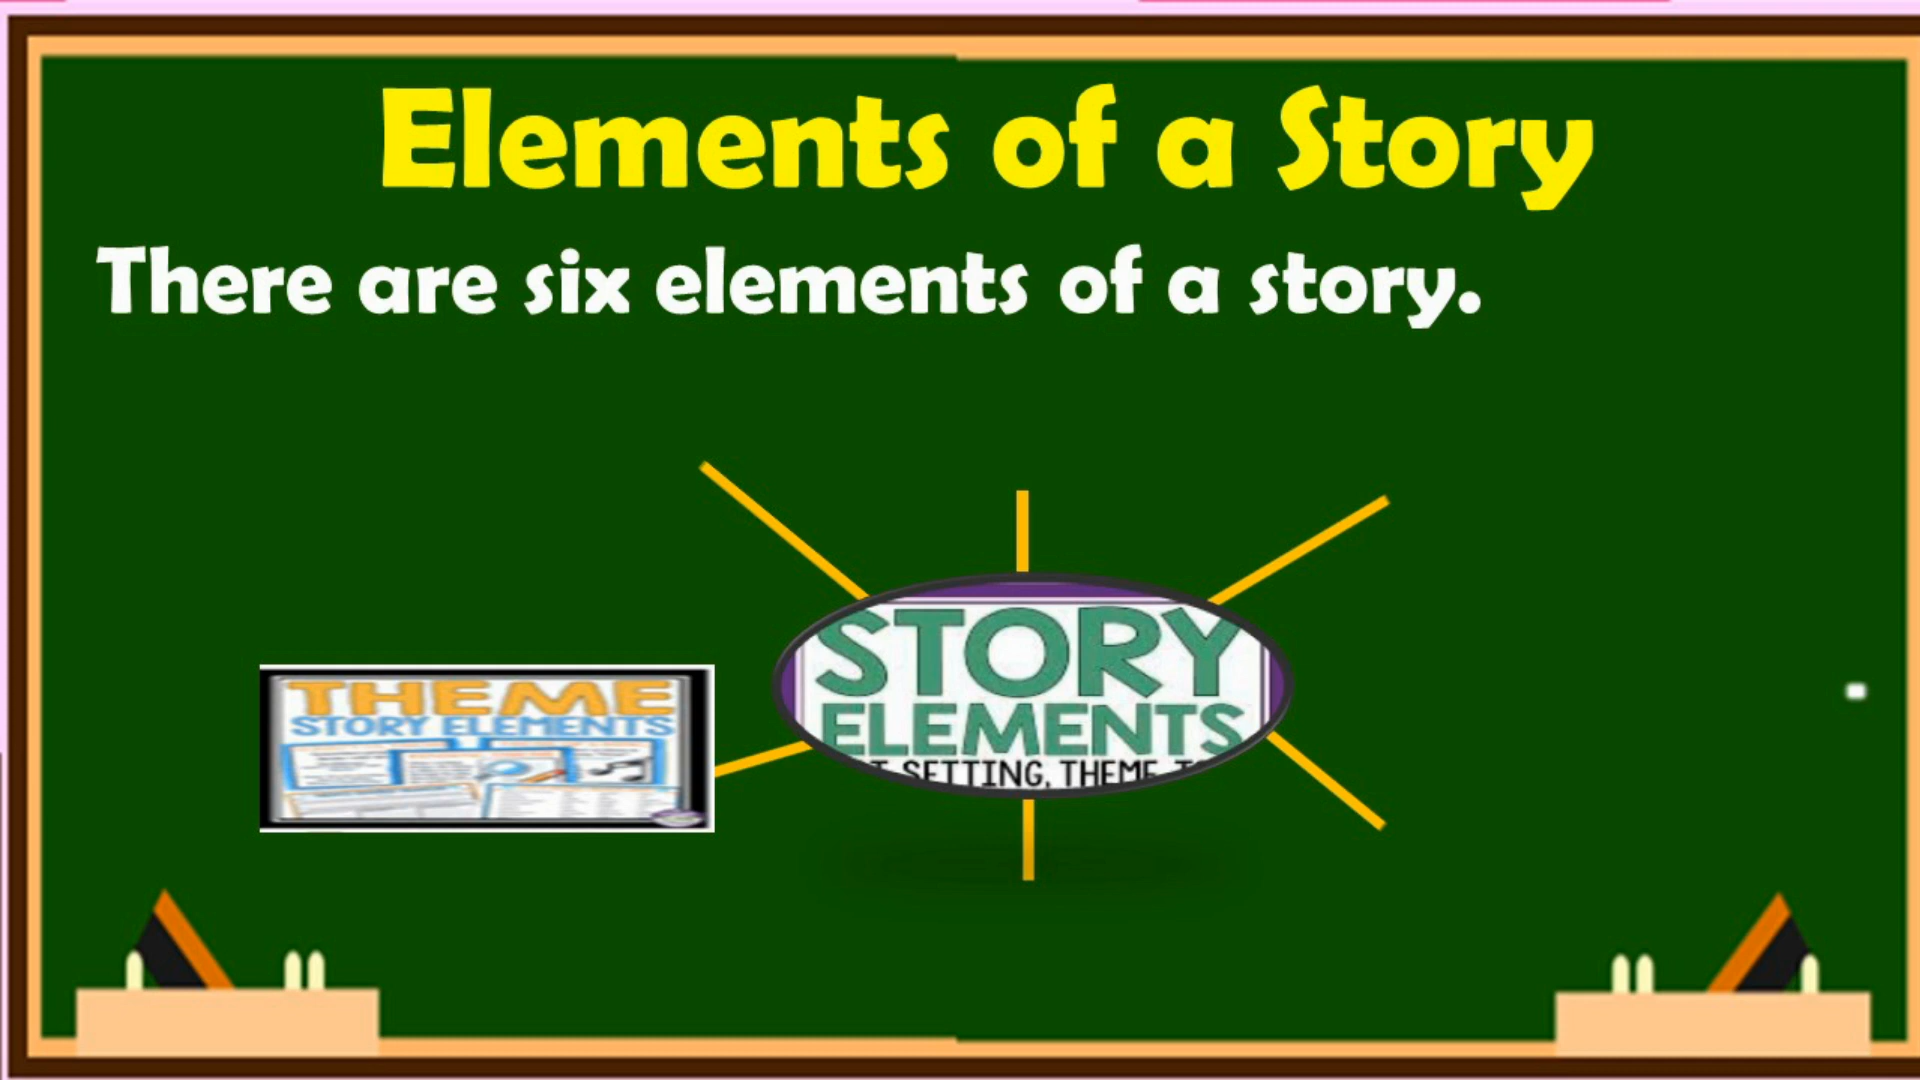 Elements of a Story
There are six elements of a story.
STORY
ELEMENTS
SETTING, THEME
THEME
STORY ELEMENTS